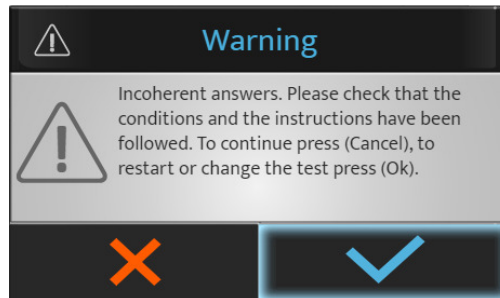 Warning
Incoherent answers. Please check that the
conditions and the instructions have been
followed. To continue press (Cancel), to
restart or change the test press (Ok).